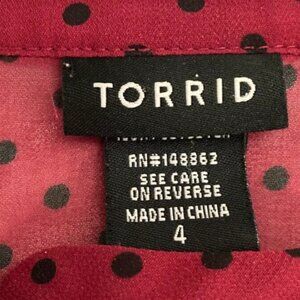 TORRID
RN#148862
SEE CARE
ON REVERSE
MADE IN CHINA
4